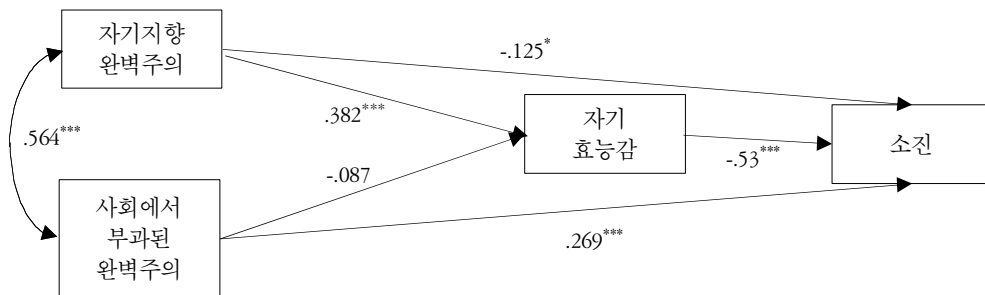 자기지향
완벽주의
-.125*
.382***
자기
효능감
소진
.564***
-.53***
-.087
사회에서
부과된
완벽주의
.269***